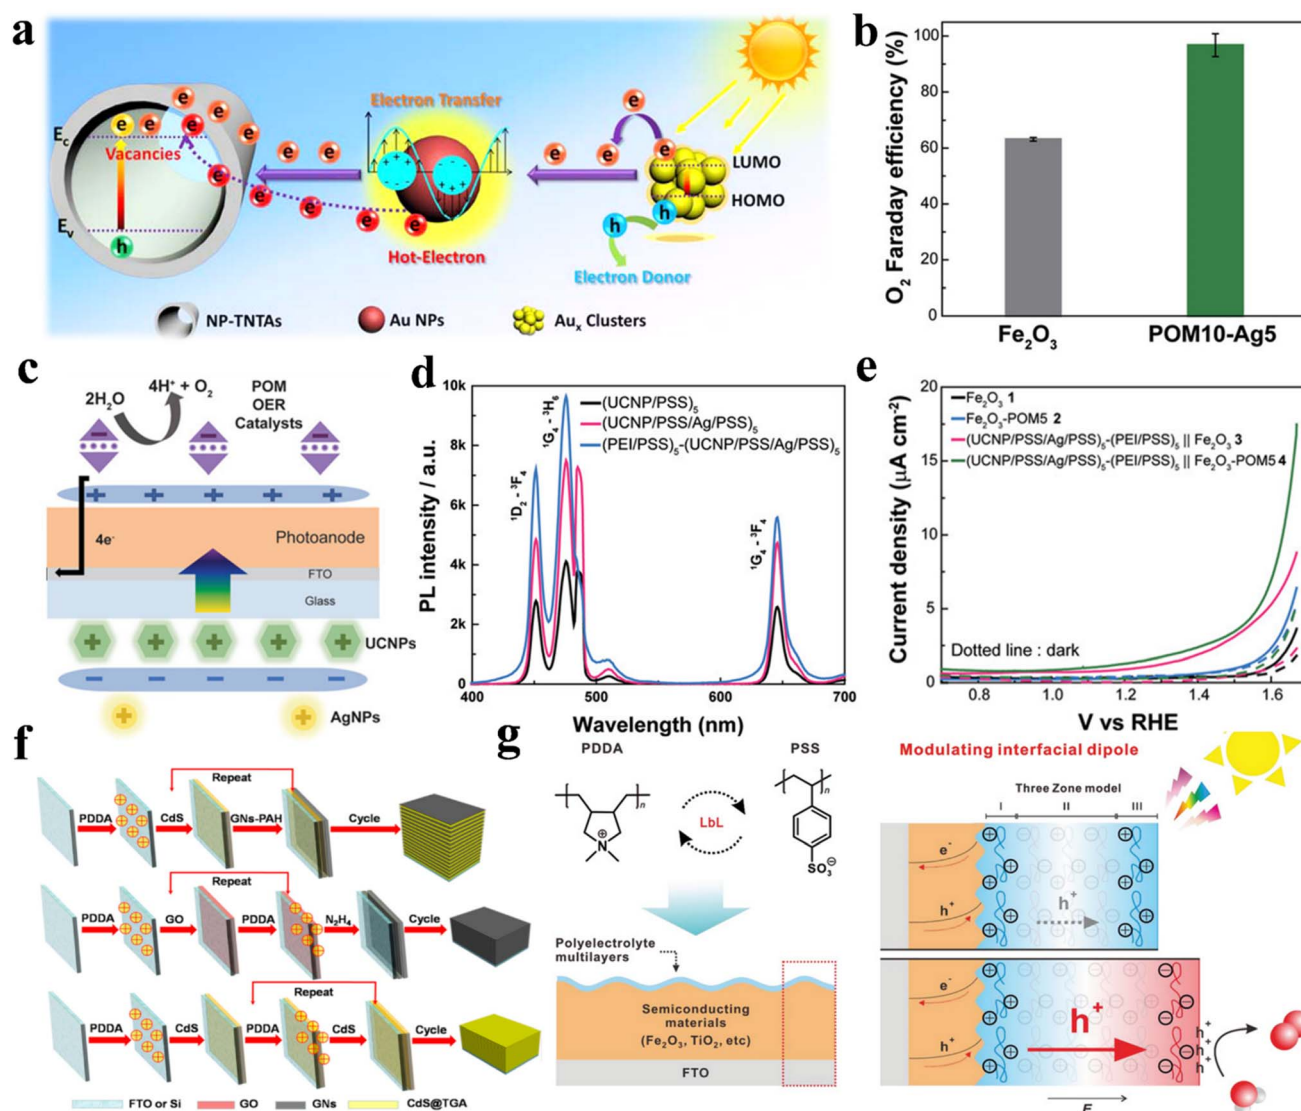 a
Electron Transfer
e e e e
E_c
Vacancies
LUMO
HOMO
E_v
h
Hot-Electron
Electron Donor
NP-TNTAs
Au NPs
Au_x Clusters
b
O₂ Faraday efficiency (%)
100
80
60
40
20
0
Fe₂O₃
POM10-Ag5
c
2H₂O
4H⁺ + O₂
POM
OER
Catalysts
4e⁻
Photoanode
FTO
Glass
UCNPs
AgNPs
d
PL intensity / a.u.
10k
8k
6k
4k
2k
0
(UCNP/PSS)₅
(UCNP/PSS/Ag/PSS)₅
(PEI/PSS)₅-(UCNP/PSS/Ag/PSS)₅
¹D₂ - ³F₄
¹G₄ - ³H₆
¹G₄ - ³F₄
400 500 600 700
Wavelength (nm)
e
Current density (µA cm⁻²)
20
15
10
5
0
Fe₂O₃ 1
Fe₂O₃-POM5 2
(UCNP/PSS/Ag/PSS)₅-(PEI/PSS)₅ || Fe₂O₃ 3
(UCNP/PSS/Ag/PSS)₅-(PEI/PSS)₅ || Fe₂O₃-POM5 4
Dotted line : dark
0.8 1.0 1.2 1.4 1.6
V vs RHE
f
Repeat
PDDA CdS GNs-PAH Cycle
Repeat
PDDA GO PDDA N₂H₄ Cycle
Repeat
PDDA CdS PDDA CdS Cycle
FTO or Si GO GNs CdS@TGA
g
PDDA
PSS
n
n
N
LbL
SO₃⁻
Polyelectrolyte
multilayers
Semiconducting
materials
(Fe₂O₃, TiO₂, etc)
FTO
Modulating interfacial dipole
Three Zone model
I II III
e⁻
h⁺
h⁺
e⁻
h⁺
h⁺
h⁺
h⁺
h⁺
E